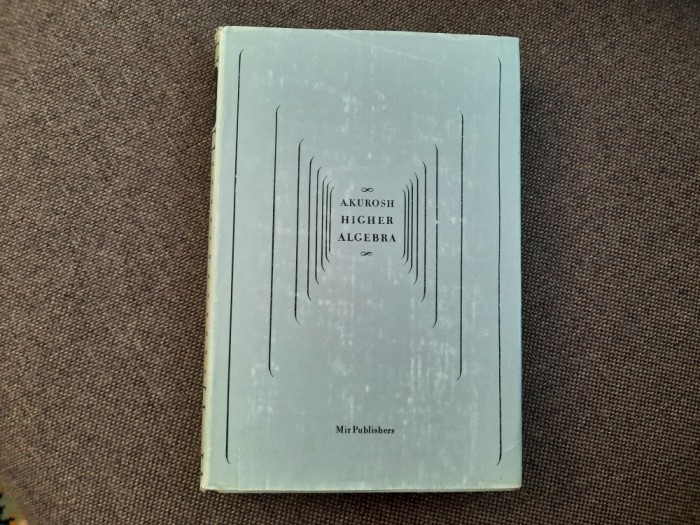 ∞
A.KUROSH
HIGHER
ALGEBRA
∞
Mir Publishers